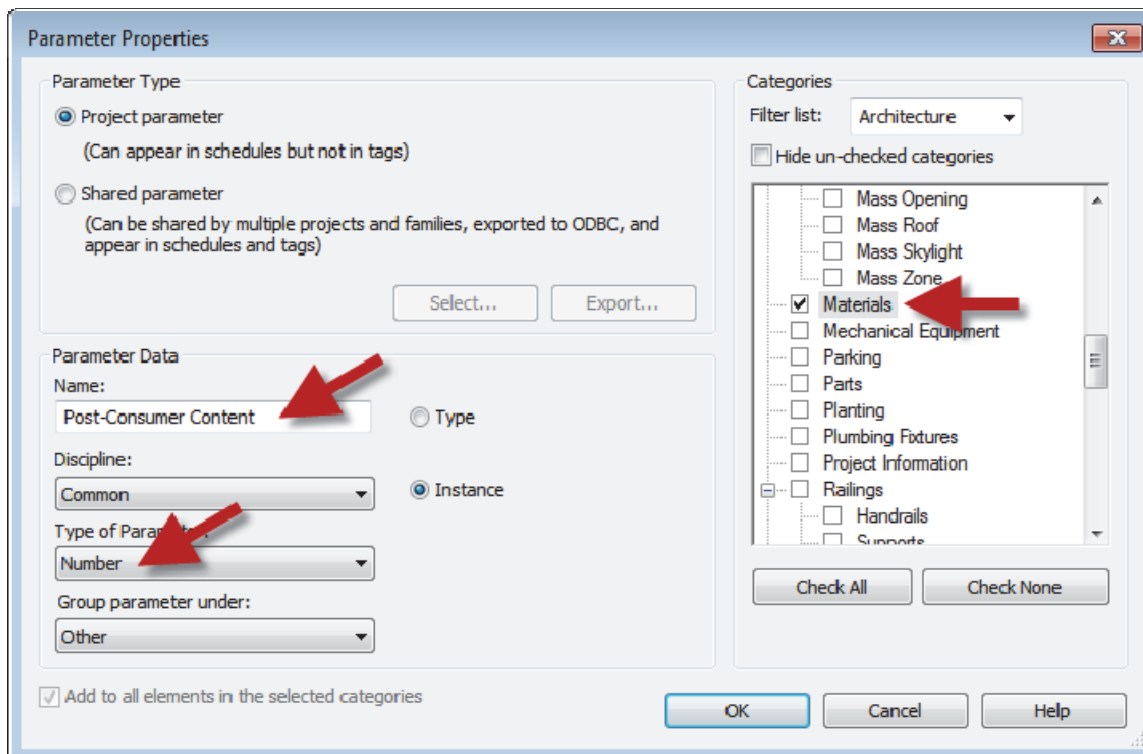 Parameter Properties
Parameter Type
Project parameter
(Can appear in schedules but not in tags)
Shared parameter
(Can be shared by multiple projects and families, exported to ODBC, and
appear in schedules and tags)
Select...
Export...
Parameter Data
Name:
Post-Consumer Content
Type
Discipline:
Common
Instance
Type of
Number
Group parameter under:
Other
Add to all elements in the selected categories
Categories
Filter list:
Architecture
Hide un-checked categories
Mass Opening
Mass Roof
Mass Skylight
Mass Zone
Materials
Mechanical Equipment
Parking
Parts
Planting
Plumbing Fixtures
Project Information
Railings
Handrails
Supports
Check All
Check None
OK
Cancel
Help